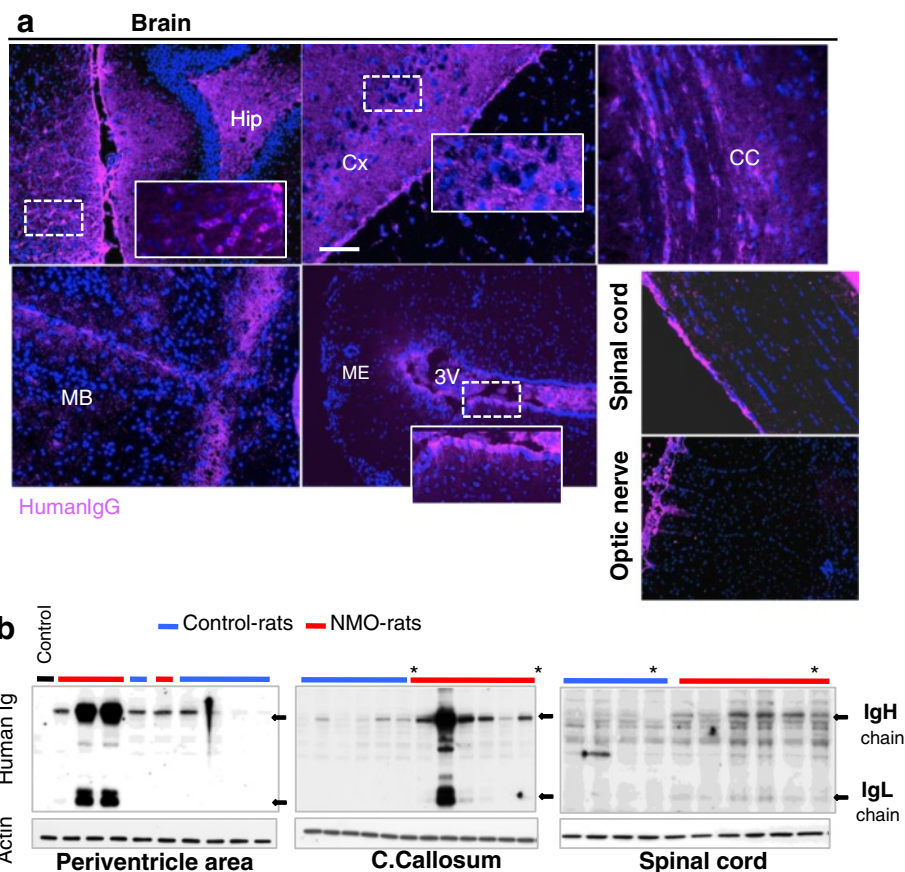 a
Brain
Hip
Cx
CC
MB
ME
3V
Spinal cord
Optic nerve
HumanIgG
b
Control
Control-rats
NMO-rats
*
*
*
*
Human Ig
IgH
chain
IgL
chain
Actin
Periventricle area
C.Callosum
Spinal cord